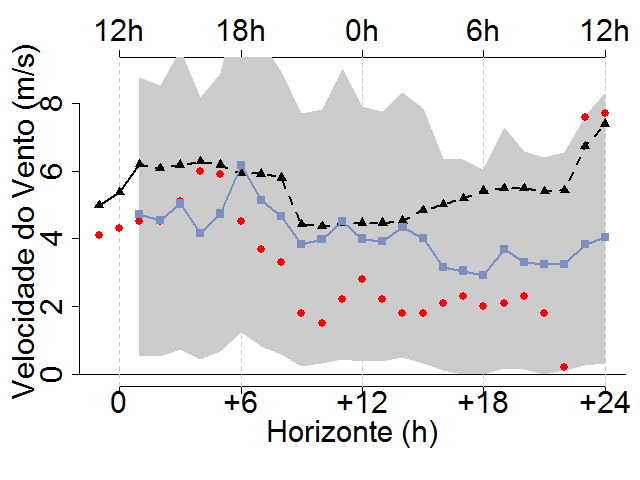 12h 18h 0h 6h 12h
Velocidade do Vento (m/s)
8
6
4
2
0
0 +6 +12 +18 +24
Horizonte (h)